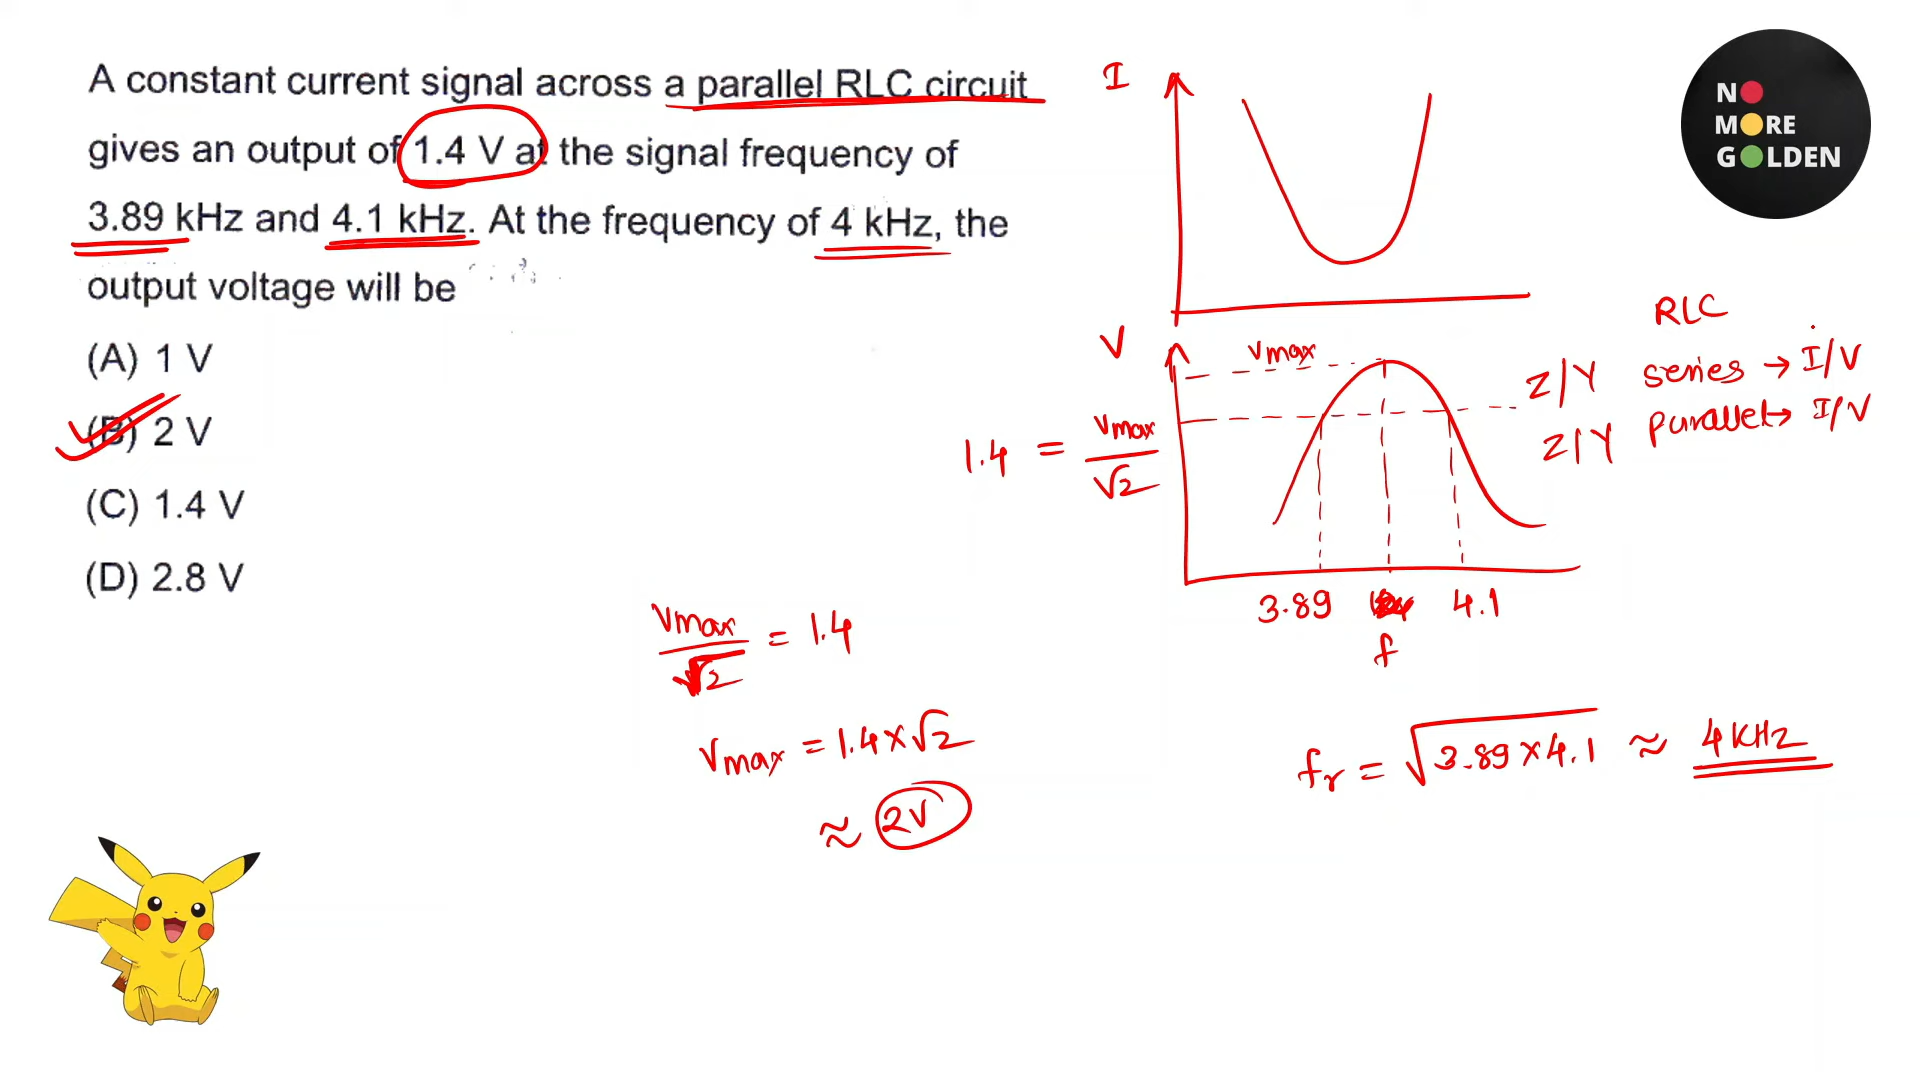 A constant current signal across a parallel RLC circuit
gives an output of 1.4 V at the signal frequency of
3.89 kHz and 4.1 kHz. At the frequency of 4 kHz, the
output voltage will be
(A) 1 V
(B) 2 V
(C) 1.4 V
(D) 2.8 V
I
NO
MORE
GOLDEN
V
Vmax
1.4 = Vmax/√2
3.89 4.1
f
RLC
Z/Y series → I/V
Z/Y parallel → I/V
Vmax/√2 = 1.4
Vmax = 1.4×√2
≈ 2V
fr = √3.89×4.1 ≈ 4KHz